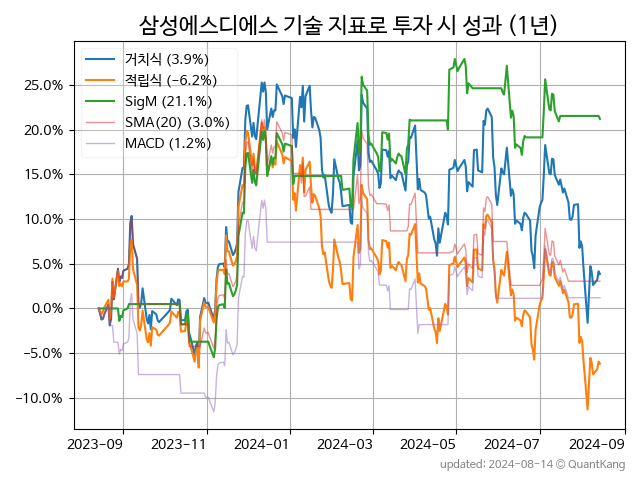 삼성에스디에스 기술 지표로 투자 시 성과 (1년)
거치식 (3.9%)
적립식 (−6.2%)
SigM (21.1%)
SMA(20) (3.0%)
MACD (1.2%)
25.0%
20.0%
15.0%
10.0%
5.0%
0.0%
−5.0%
−10.0%
2023-09 2023-11 2024-01 2024-03 2024-05 2024-07 2024-09
updated: 2024-08-14 © QuantKang